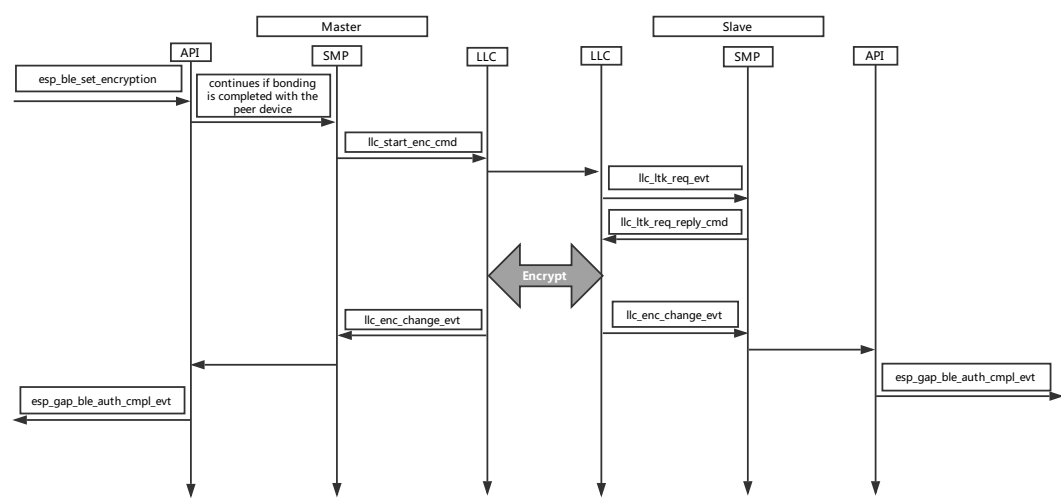 Master
Slave
API
SMP
LLC
LLC
SMP
API
esp_ble_set_encryption
continues if bonding
is completed with the
peer device
llc_start_enc_cmd
llc_ltk_req_evt
llc_ltk_req_reply_cmd
Encrypt
llc_enc_change_evt
llc_enc_change_evt
esp_gap_ble_auth_cmpl_evt
esp_gap_ble_auth_cmpl_evt